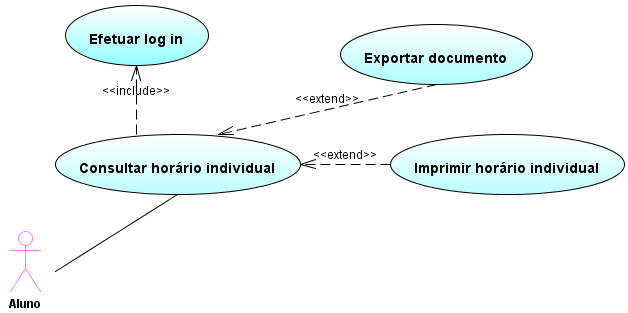 Efetuar log in
Exportar documento
<<include>>
<<extend>>
<<extend>>
Consultar horário individual
Imprimir horário individual
Aluno